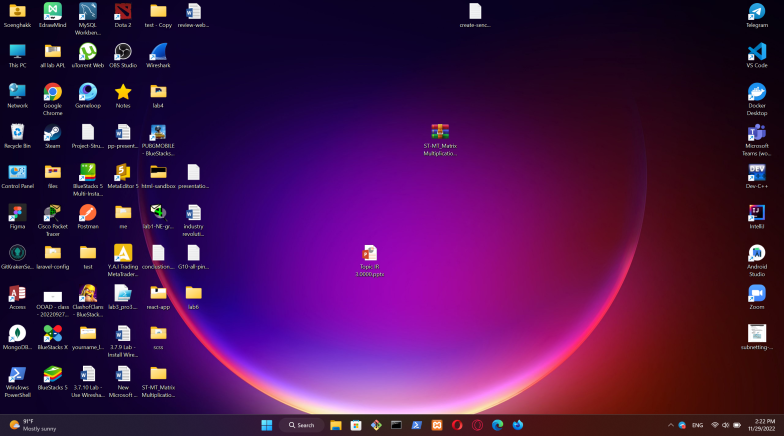 Soenghakk
EdrawMind
MySQL
Workben...
Dota 2
test - Copy
review-web...
create-senc...
Telegram
This PC
all lab APL
uTorrent Web
OBS Studio
Wireshark
VS Code
Network
Google
Chrome
Gameloop
Notes
lab4
Docker
Desktop
Recycle Bin
Steam
Project-Stru...
pp-present...
PUBGMOBILE
- BlueStacks...
ST-MT_Matrix
Multiplicatio...
Microsoft
Teams (wo...
Control Panel
files
BlueStacks 5
Multi-Insta...
MetaEditor 5
html-sandbox
presentatio...
Dev-C++
Figma
Cisco Packet
Tracer
Postman
me
lab1-NE-gr...
industry
revoluti...
IntelliJ
GitKrakenSe...
laravel-config
test
Y.A.I Trading
MetaTrader...
conclustion...
G10-all-pin...
Topic IR
3.0000.pptx
Android
Studio
Access
OOAD - class
- 20220927...
ClashofClans
- BlueStack...
lab3_pro3...
react-app
lab6
Zoom
MongoDB...
BlueStacks X
yourname_l...
3.7.9 Lab -
Install Wire...
scss
subnetting-...
Windows
PowerShell
BlueStacks 5
3.7.10 Lab -
Use Wiresha...
New
Microsoft ...
ST-MT_Matrix
Multiplicatio...
91°F
Mostly sunny
Search
ENG
2:22 PM
11/29/2022